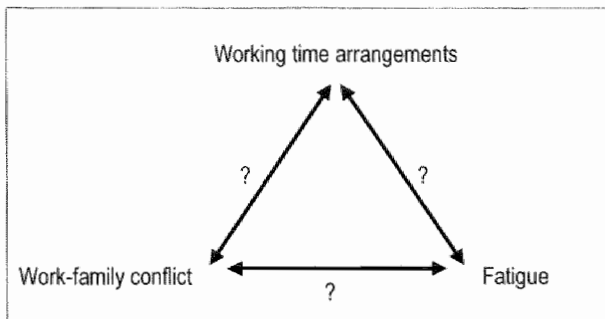 Working time arrangements
?
?
Work-family conflict
Fatigue
?